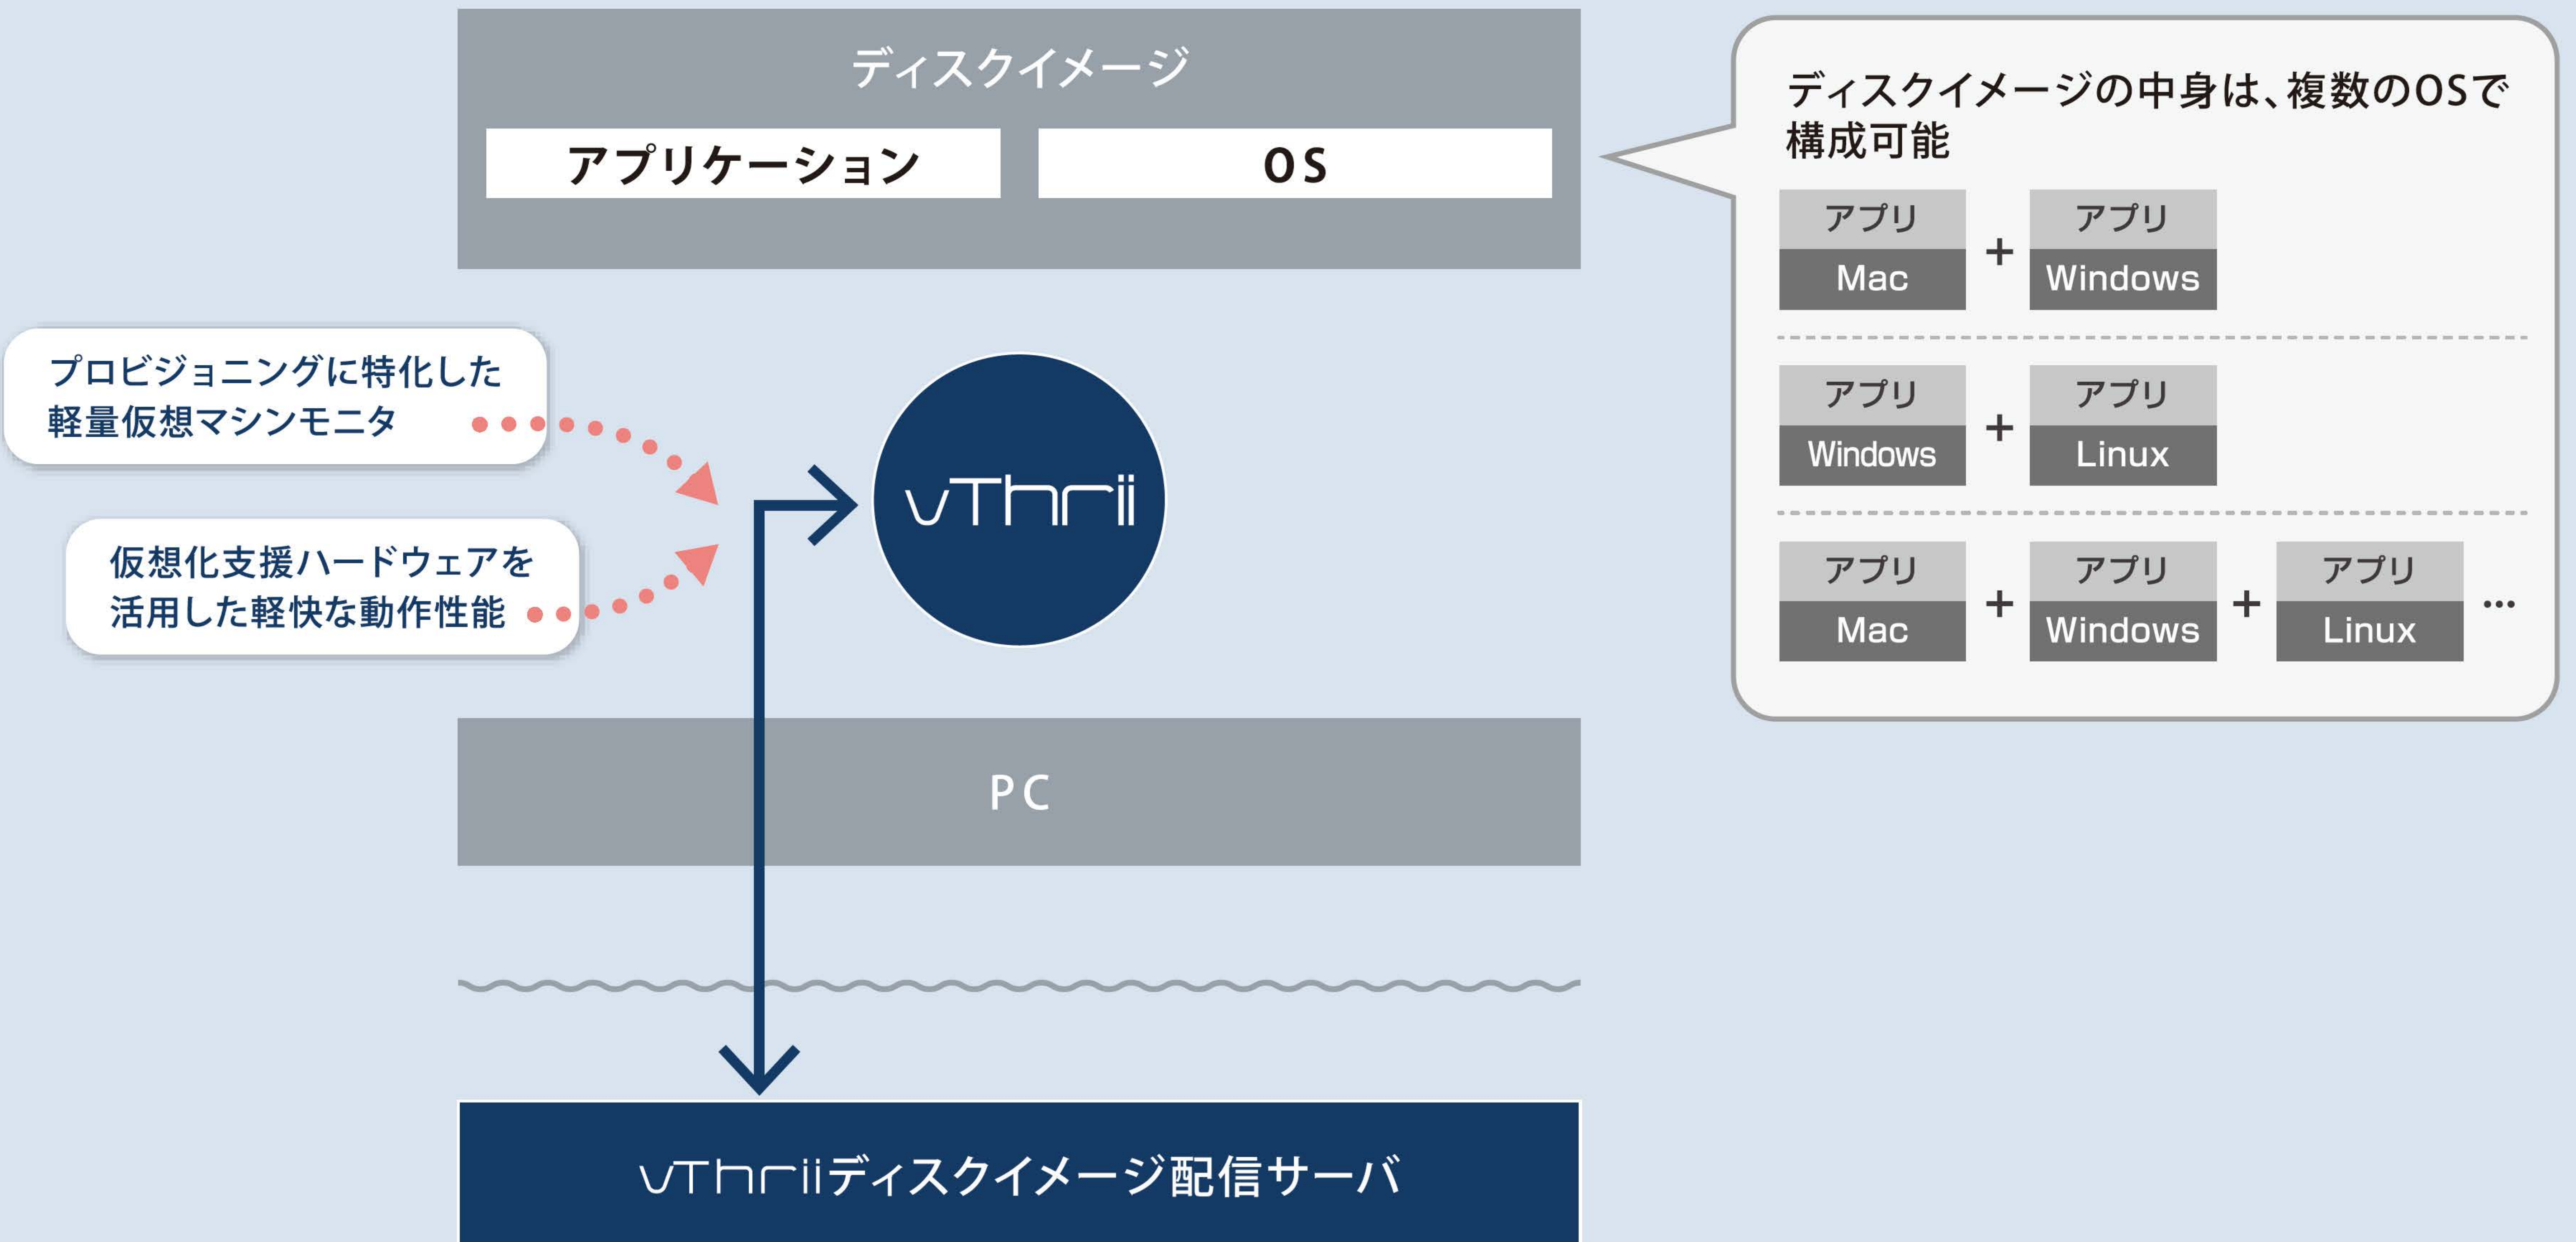 ディスクイメージ
アプリケーション
OS
プロビジョニングに特化した
軽量仮想マシンモニタ
仮想化支援ハードウェアを
活用した軽快な動作性能
vThrii
PC
vThriiディスクイメージ配信サーバ
ディスクイメージの中身は、複数のOSで
構成可能
アプリ + アプリ
Mac Windows
アプリ + アプリ
Windows Linux
アプリ + アプリ + アプリ …
Mac Windows Linux